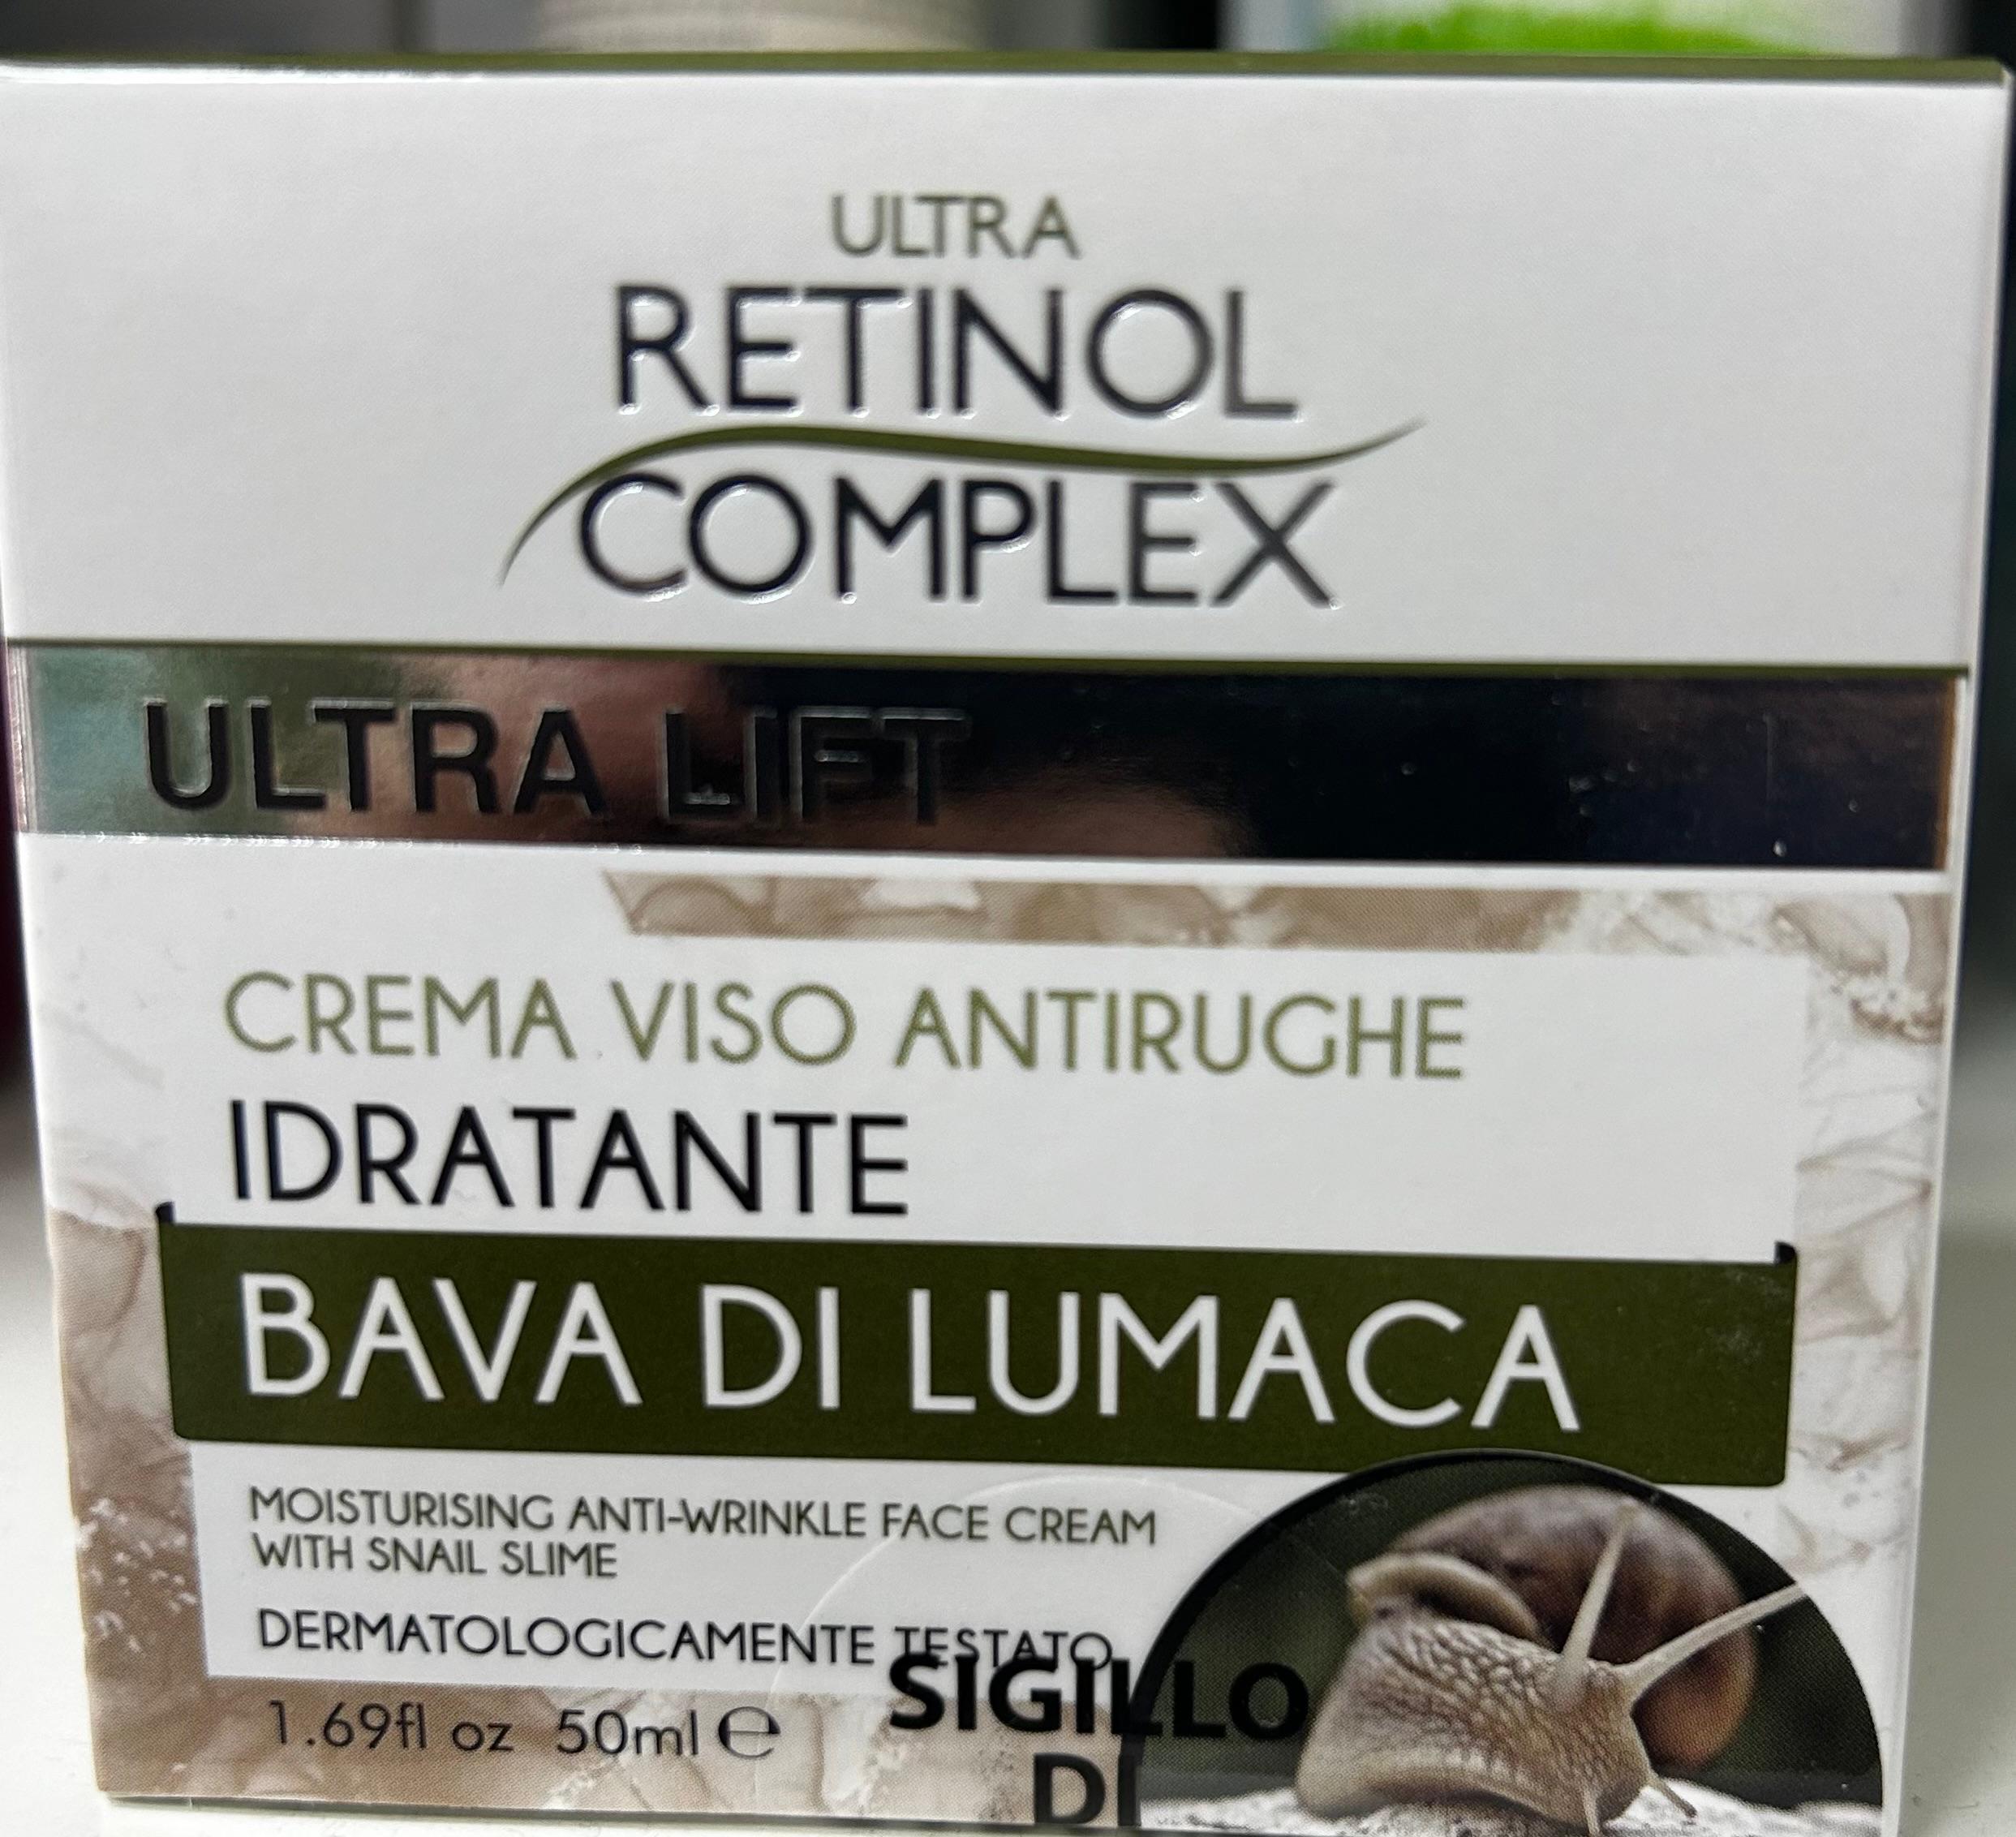 ULTRA
RETINOL
COMPLEX
ULTRA LIFT
CREMA VISO ANTIRUGHE
IDRATANTE
BAVA DI LUMACA
MOISTURISING ANTI-WRINKLE FACE CREAM
WITH SNAIL SLIME
DERMATOLOGICAMENTE TESTATO
SIGILLO
DI
1.69fl oz 50ml ℮